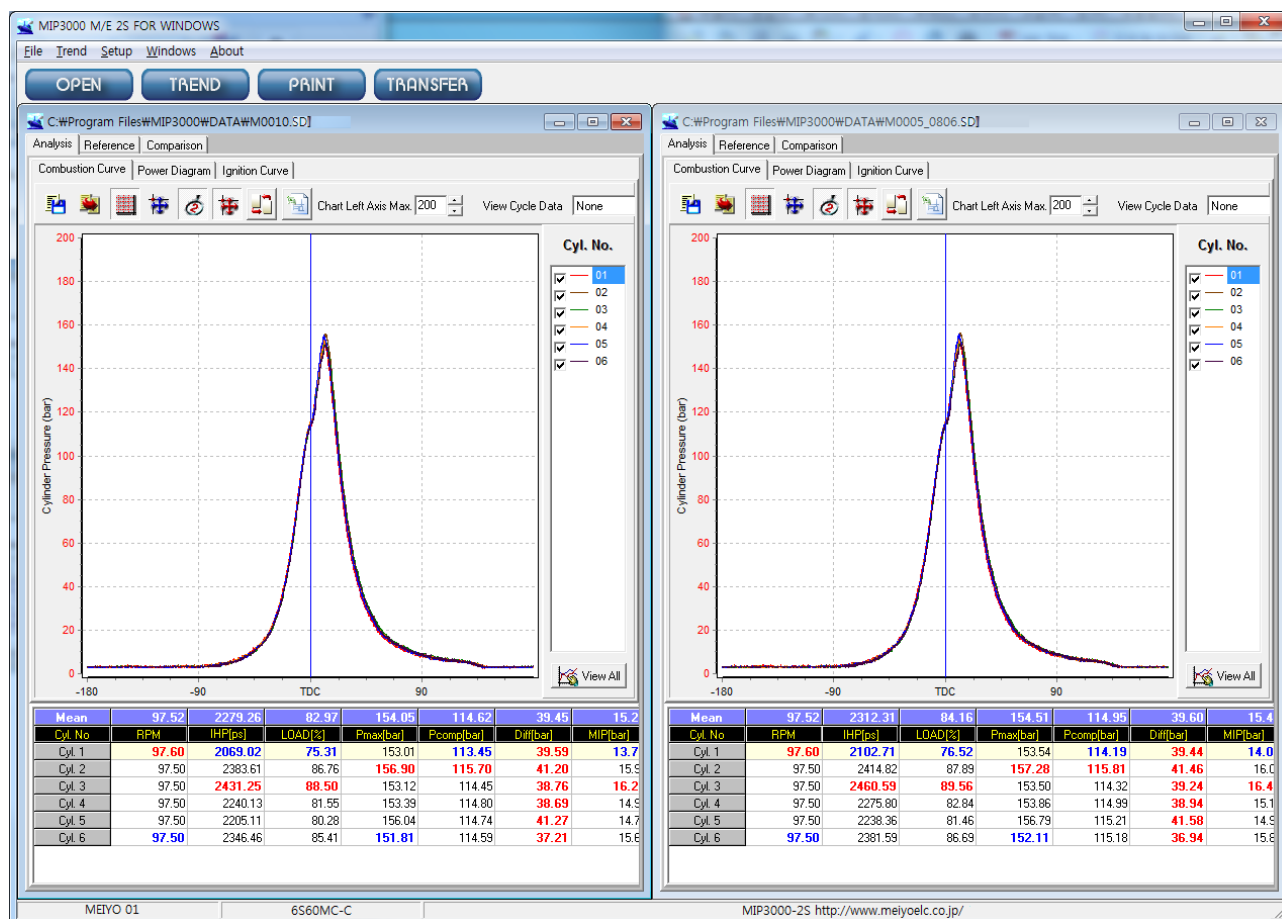 MIP3000 M/E 2S FOR WINDOWS
File Trend Setup Windows About
OPEN TREND PRINT TRANSFER
C:₩Program Files₩MIP3000₩DATA₩M0010.SD]
Analysis Reference Comparison
Combustion Curve Power Diagram Ignition Curve
Chart Left Axis Max. 200 View Cycle Data None
Cylinder Pressure (bar)
200
180
160
140
120
100
80
60
40
20
0
-180 -90 TDC 90
Cyl. No.
01
02
03
04
05
06
View All
Mean 97.52 2279.26 82.97 154.05 114.62 39.45 15.2
Cyl. No RPM IHP[ps] LOAD[%] Pmax[bar] Pcomp[bar] Diff[bar] MIP[bar]
Cyl. 1 97.60 2069.02 75.31 153.01 113.45 39.59 13.7
Cyl. 2 97.50 2383.61 86.76 156.90 115.70 41.20 15.9
Cyl. 3 97.50 2431.25 88.50 153.12 114.45 38.76 16.2
Cyl. 4 97.50 2240.13 81.55 153.39 114.80 38.69 14.9
Cyl. 5 97.50 2205.11 80.28 156.04 114.74 41.27 14.7
Cyl. 6 97.50 2346.46 85.41 151.81 114.59 37.21 15.6
C:₩Program Files₩MIP3000₩DATA₩M0005_0806.SD]
Analysis Reference Comparison
Combustion Curve Power Diagram Ignition Curve
Chart Left Axis Max. 200 View Cycle Data None
Cylinder Pressure (bar)
200
180
160
140
120
100
80
60
40
20
0
-180 -90 TDC 90
Cyl. No.
01
02
03
04
05
06
View All
Mean 97.52 2312.31 84.16 154.51 114.95 39.60 15.4
Cyl. No RPM IHP[ps] LOAD[%] Pmax[bar] Pcomp[bar] Diff[bar] MIP[bar]
Cyl. 1 97.60 2102.71 76.52 153.54 114.19 39.44 14.0
Cyl. 2 97.50 2414.82 87.89 157.28 115.81 41.46 16.0
Cyl. 3 97.50 2460.59 89.56 153.50 114.32 39.24 16.4
Cyl. 4 97.50 2275.80 82.84 153.86 114.99 38.94 15.1
Cyl. 5 97.50 2238.36 81.46 156.79 115.21 41.58 14.9
Cyl. 6 97.50 2381.59 86.69 152.11 115.18 36.94 15.8
MEIYO 01 6S60MC-C MIP3000-2S http://www.meiyoelc.co.jp/